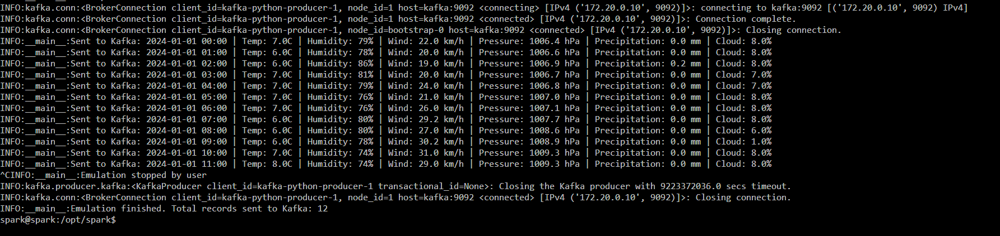 INFO:kafka.conn:<BrokerConnection client_id=kafka-python-producer-1, node_id=1 host=kafka:9092 <connecting> [IPv4 ('172.20.0.10', 9092)]>: connecting to kafka:9092 [('172.20.0.10', 9092) IPv4]
INFO:kafka.conn:<BrokerConnection client_id=kafka-python-producer-1, node_id=1 host=kafka:9092 <connected> [IPv4 ('172.20.0.10', 9092)]>: Connection complete.
INFO:kafka.conn:<BrokerConnection client_id=kafka-python-producer-1, node_id=bootstrap-0 host=kafka:9092 <connected> [IPv4 ('172.20.0.10', 9092)]>: Closing connection.
INFO:__main__:Sent to Kafka: 2024-01-01 00:00 | Temp: 7.0C | Humidity: 79% | Wind: 22.0 km/h | Pressure: 1006.4 hPa | Precipitation: 0.0 mm | Cloud: 8.0%
INFO:__main__:Sent to Kafka: 2024-01-01 01:00 | Temp: 6.0C | Humidity: 78% | Wind: 20.0 km/h | Pressure: 1006.6 hPa | Precipitation: 0.0 mm | Cloud: 8.0%
INFO:__main__:Sent to Kafka: 2024-01-01 02:00 | Temp: 6.0C | Humidity: 86% | Wind: 19.0 km/h | Pressure: 1006.9 hPa | Precipitation: 0.2 mm | Cloud: 8.0%
INFO:__main__:Sent to Kafka: 2024-01-01 03:00 | Temp: 7.0C | Humidity: 81% | Wind: 20.0 km/h | Pressure: 1006.7 hPa | Precipitation: 0.0 mm | Cloud: 7.0%
INFO:__main__:Sent to Kafka: 2024-01-01 04:00 | Temp: 7.0C | Humidity: 79% | Wind: 24.0 km/h | Pressure: 1006.8 hPa | Precipitation: 0.0 mm | Cloud: 7.0%
INFO:__main__:Sent to Kafka: 2024-01-01 05:00 | Temp: 7.0C | Humidity: 76% | Wind: 21.0 km/h | Pressure: 1007.0 hPa | Precipitation: 0.0 mm | Cloud: 8.0%
INFO:__main__:Sent to Kafka: 2024-01-01 06:00 | Temp: 7.0C | Humidity: 76% | Wind: 26.0 km/h | Pressure: 1007.1 hPa | Precipitation: 0.0 mm | Cloud: 8.0%
INFO:__main__:Sent to Kafka: 2024-01-01 07:00 | Temp: 6.0C | Humidity: 80% | Wind: 29.2 km/h | Pressure: 1007.7 hPa | Precipitation: 0.0 mm | Cloud: 8.0%
INFO:__main__:Sent to Kafka: 2024-01-01 08:00 | Temp: 6.0C | Humidity: 80% | Wind: 27.0 km/h | Pressure: 1008.6 hPa | Precipitation: 0.0 mm | Cloud: 6.0%
INFO:__main__:Sent to Kafka: 2024-01-01 09:00 | Temp: 6.0C | Humidity: 78% | Wind: 30.2 km/h | Pressure: 1008.9 hPa | Precipitation: 0.0 mm | Cloud: 1.0%
INFO:__main__:Sent to Kafka: 2024-01-01 10:00 | Temp: 7.0C | Humidity: 74% | Wind: 31.0 km/h | Pressure: 1009.3 hPa | Precipitation: 0.0 mm | Cloud: 8.0%
INFO:__main__:Sent to Kafka: 2024-01-01 11:00 | Temp: 8.0C | Humidity: 74% | Wind: 29.0 km/h | Pressure: 1009.3 hPa | Precipitation: 0.0 mm | Cloud: 8.0%
^CINFO:__main__:Emulation stopped by user
INFO:kafka.producer.kafka:<KafkaProducer client_id=kafka-python-producer-1 transactional_id=None>: Closing the Kafka producer with 9223372036.0 secs timeout.
INFO:kafka.conn:<BrokerConnection client_id=kafka-python-producer-1, node_id=1 host=kafka:9092 <connected> [IPv4 ('172.20.0.10', 9092)]>: Closing connection.
INFO:__main__:Emulation finished. Total records sent to Kafka: 12
spark@spark:/opt/spark$